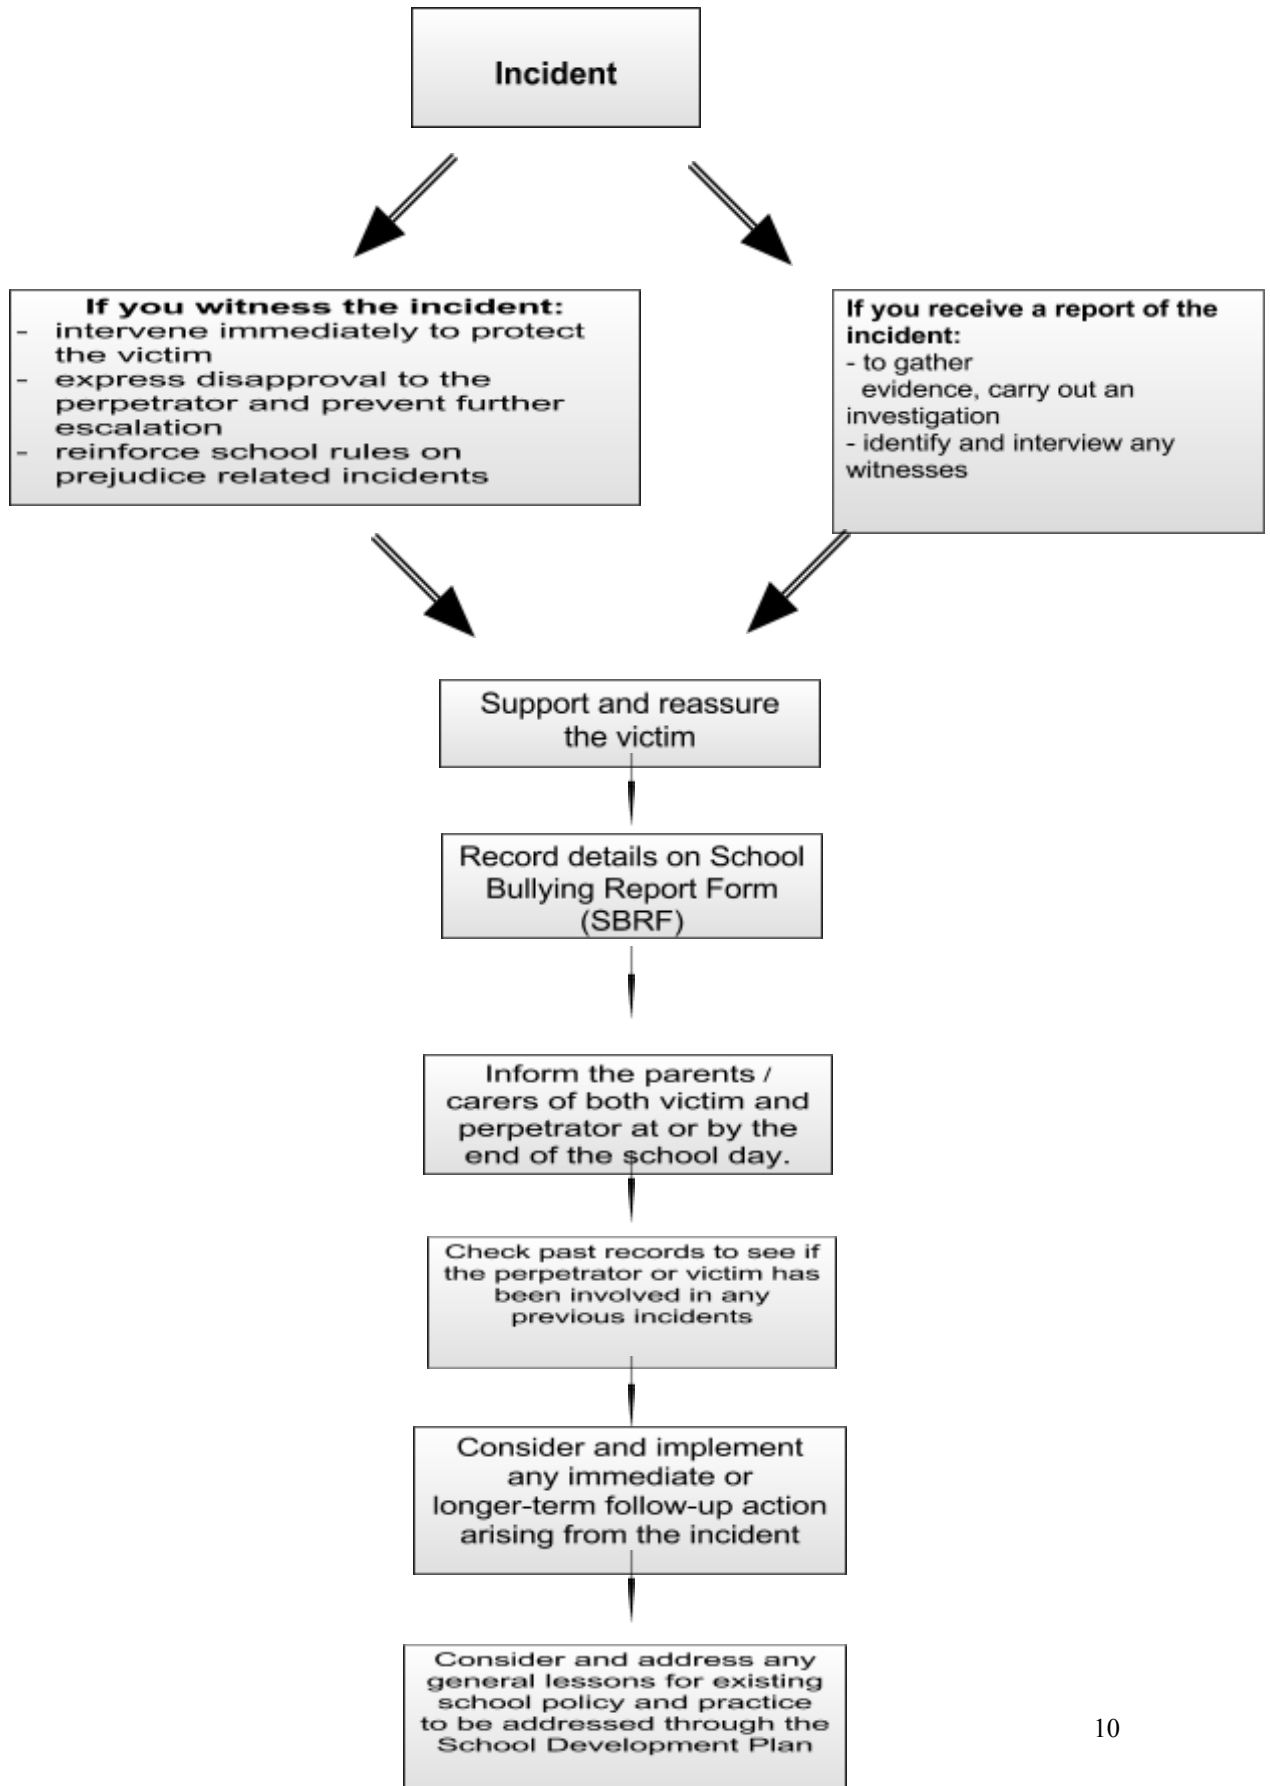 Incident
If you witness the incident:
- intervene immediately to protect
the victim
- express disapproval to the
perpetrator and prevent further
escalation
- reinforce school rules on
prejudice related incidents
If you receive a report of the
incident:
- to gather
evidence, carry out an
investigation
- identify and interview any
witnesses
Support and reassure
the victim
Record details on School
Bullying Report Form
(SBRF)
Inform the parents /
carers of both victim and
perpetrator at or by the
end of the school day.
Check past records to see if
the perpetrator or victim has
been involved in any
previous incidents
Consider and implement
any immediate or
longer-term follow-up action
arising from the incident
Consider and address any
general lessons for existing
school policy and practice
to be addressed through the
School Development Plan
10